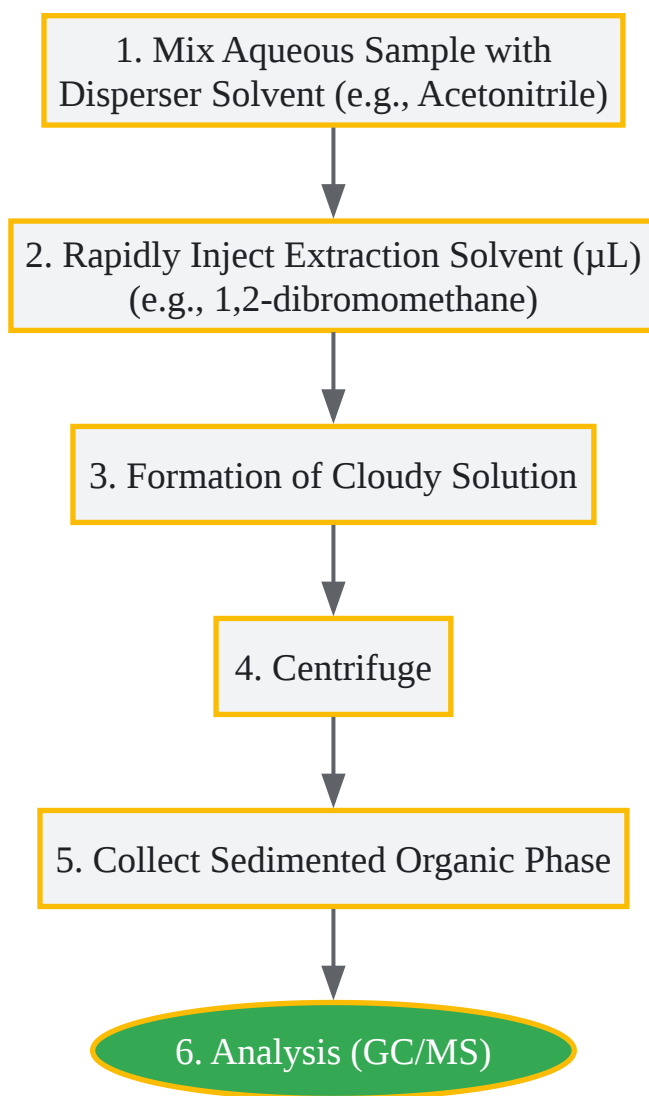 1. Mix Aqueous Sample with
Disperser Solvent (e.g., Acetonitrile)
2. Rapidly Inject Extraction Solvent (µL)
(e.g., 1,2-dibromomethane)
3. Formation of Cloudy Solution
4. Centrifuge
5. Collect Sedimented Organic Phase
6. Analysis (GC/MS)